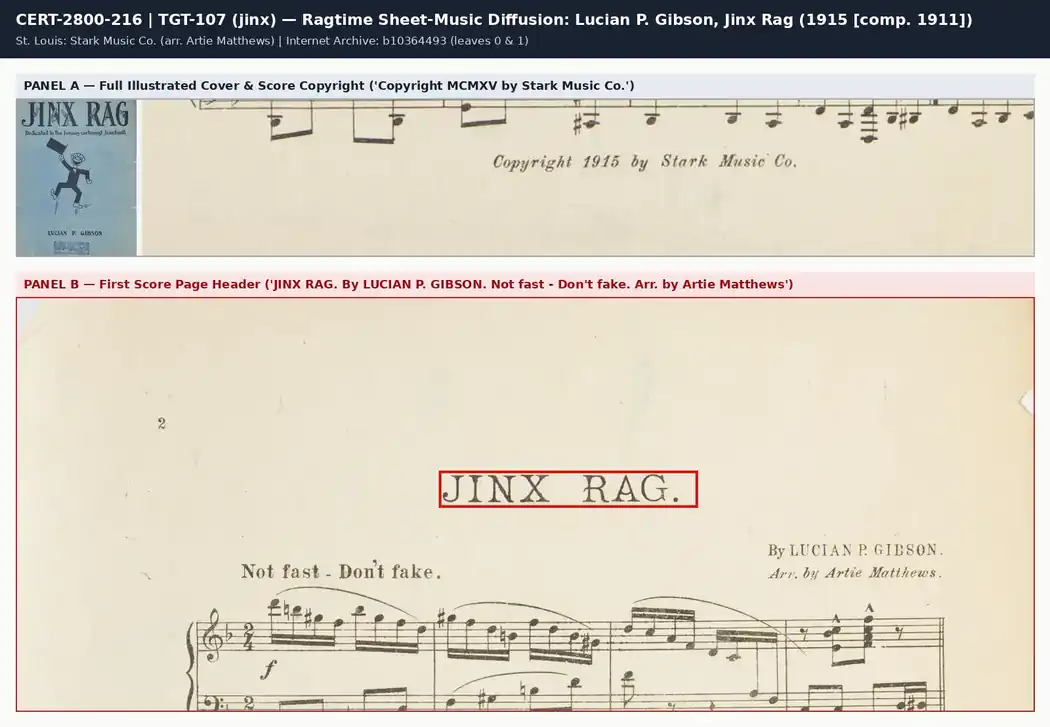 CERT-2800-216 | TGT-107 (jinx) — Ragtime Sheet-Music Diffusion: Lucian P. Gibson, Jinx Rag (1915 [comp. 1911])
St. Louis: Stark Music Co. (arr. Artie Matthews) | Internet Archive: b10364493 (leaves 0 & 1)
PANEL A — Full Illustrated Cover & Score Copyright ('Copyright MCMXV by Stark Music Co.')
JINX RAG
LUCIAN P. GIBSON
Copyright 1915 by Stark Music Co.
PANEL B — First Score Page Header ('JINX RAG. By LUCIAN P. GIBSON. Not fast - Don't fake. Arr. by Artie Matthews')
2
JINX RAG.
By LUCIAN P. GIBSON.
Arr. by Artie Matthews.
Not fast - Don't fake.